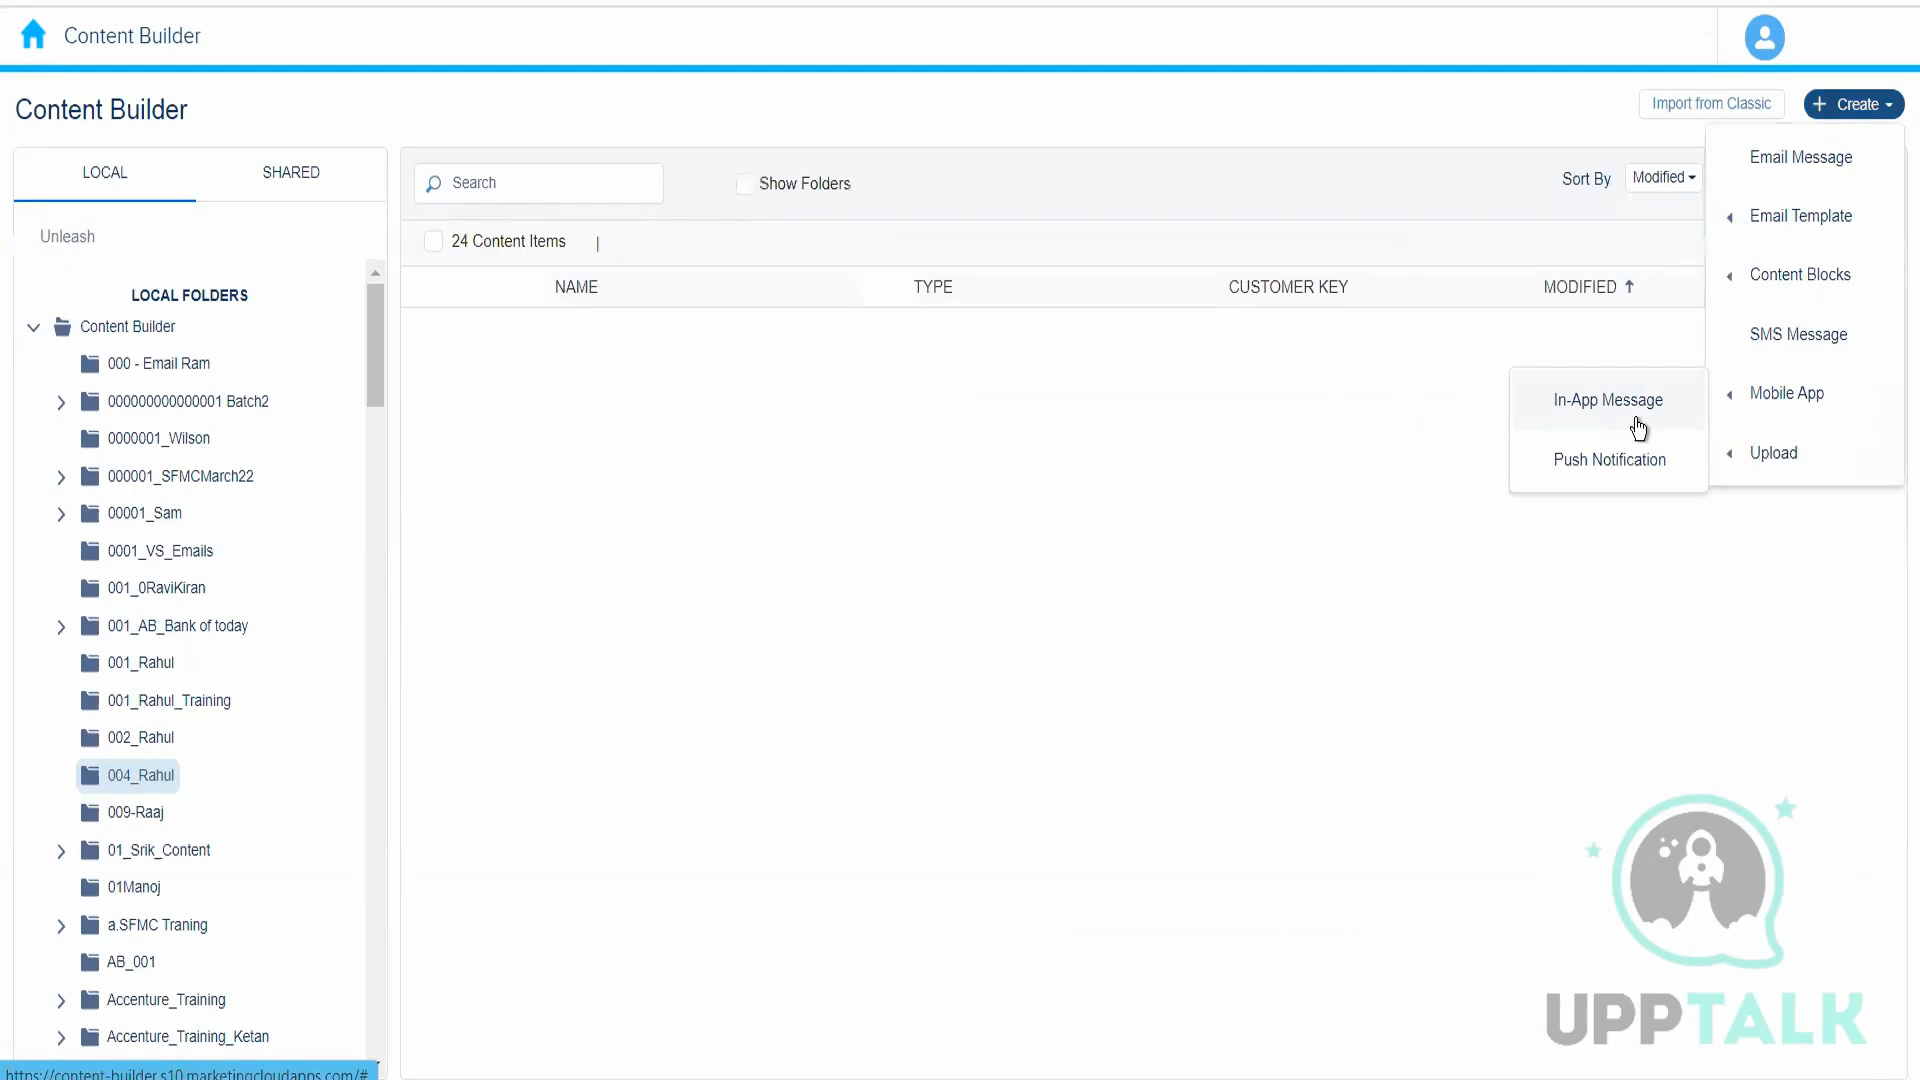 Content Builder
Content Builder
Import from Classic
+ Create
LOCAL
SHARED
Search
Show Folders
Sort By
Modified
Email Message
Email Template
Content Blocks
SMS Message
Mobile App
Upload
In-App Message
Push Notification
Unleash
24 Content Items |
NAME
TYPE
CUSTOMER KEY
MODIFIED
LOCAL FOLDERS
Content Builder
000 - Email Ram
000000000000001 Batch2
0000001_Wilson
000001_SFMCMarch22
00001_Sam
0001_VS_Emails
001_0RaviKiran
001_AB_Bank of today
001_Rahul
001_Rahul_Training
002_Rahul
004_Rahul
009-Raaj
01_Srik_Content
01Manoj
a.SFMC Traning
AB_001
Accenture_Training
Accenture_Training_Ketan
https://content-builder.s10.marketingcloudapps.com/#
UPPTALK